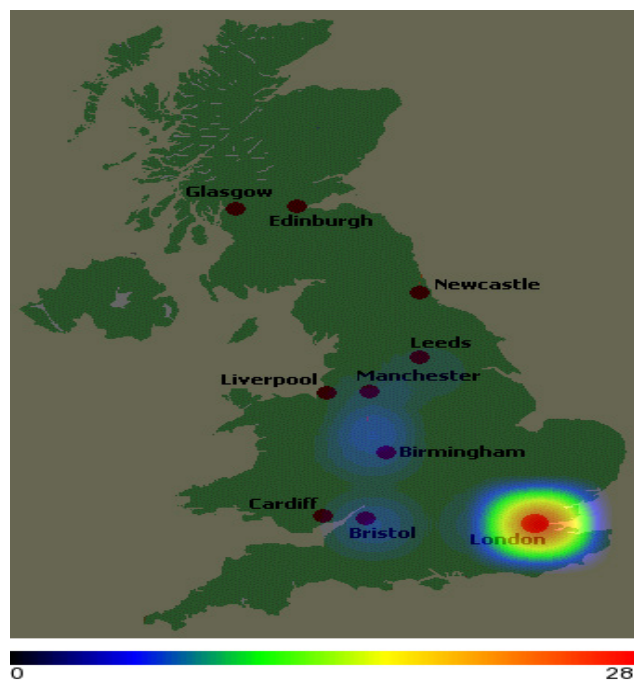 Glasgow
Edinburgh
Newcastle
Leeds
Manchester
Liverpool
Birmingham
Cardiff
Bristol
London
0 28